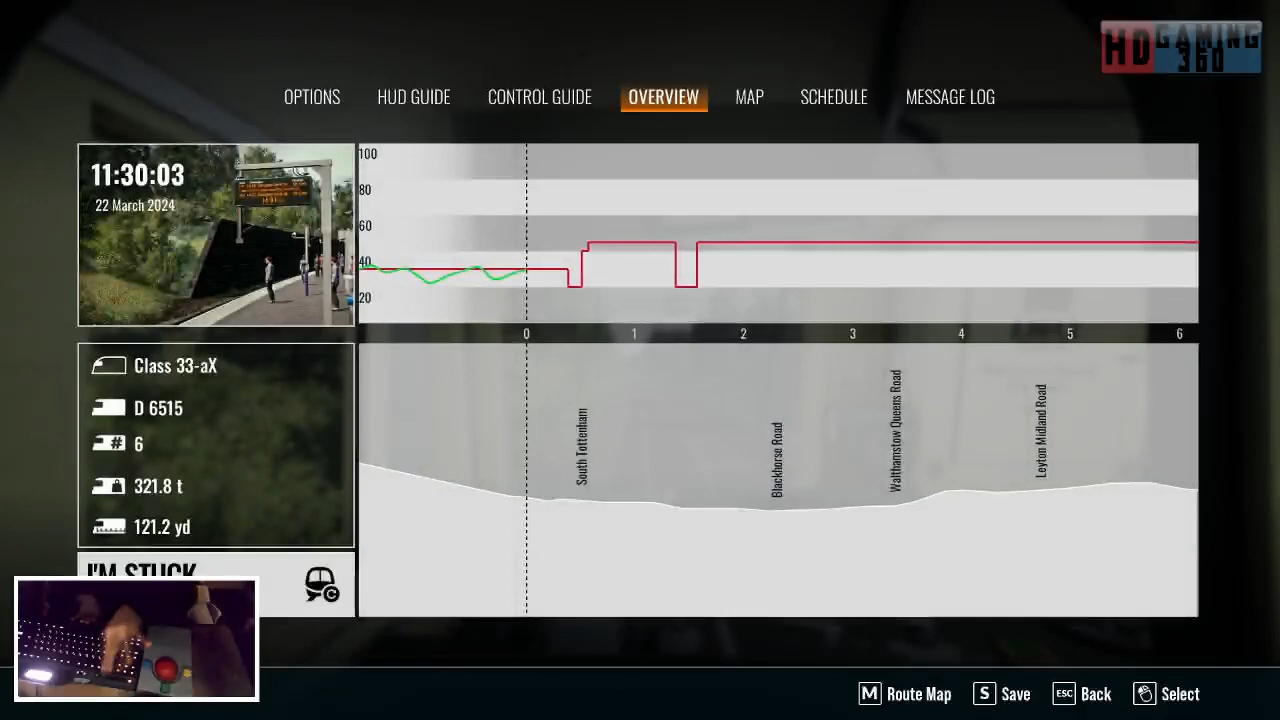 HD GAMING 360
OPTIONS HUD GUIDE CONTROL GUIDE OVERVIEW MAP SCHEDULE MESSAGE LOG
11:30:03
22 March 2024
100
80
60
40
20
0 1 2 3 4 5 6
Class 33-aX
D 6515
# 6
321.8 t
121.2 yd
South Tottenham
Blackhorse Road
Walthamstow Queens Road
Leyton Midland Road
I'M STUCK
M Route Map S Save ESC Back Select